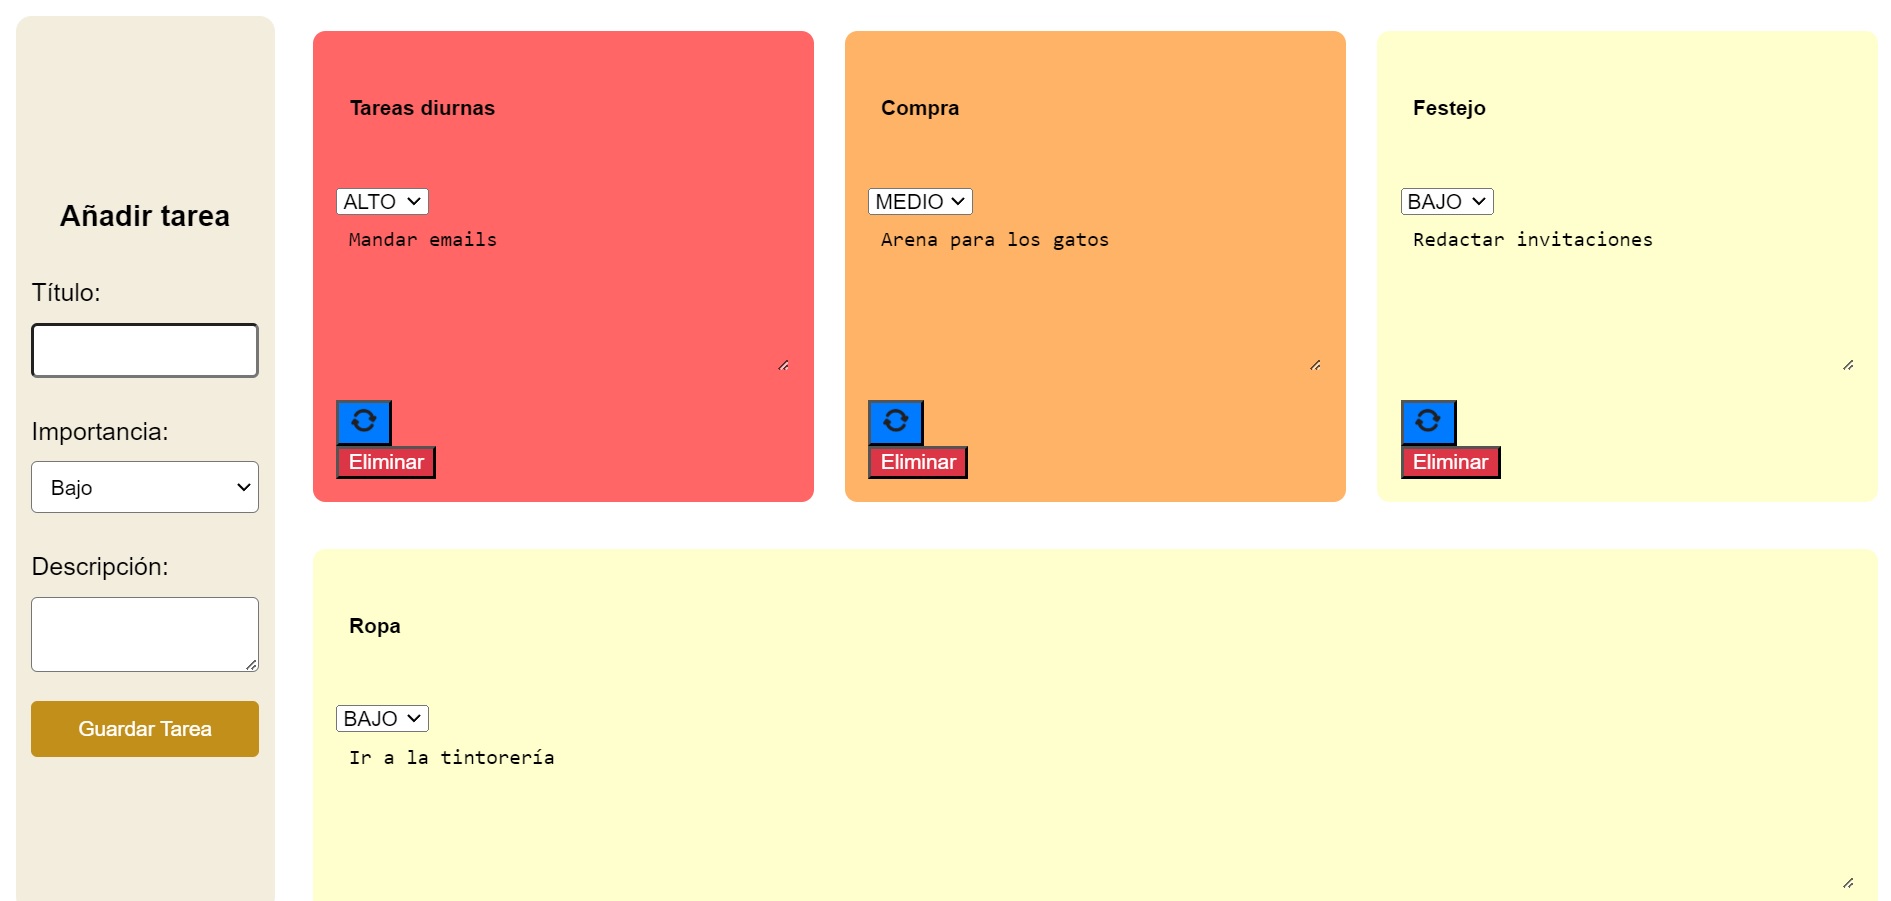 Añadir tarea
Título:
Importancia:
Bajo
Descripción:
Guardar Tarea
Tareas diurnas
ALTO
Mandar emails
Eliminar
Compra
MEDIO
Arena para los gatos
Eliminar
Festejo
BAJO
Redactar invitaciones
Eliminar
Ropa
BAJO
Ir a la tintorería